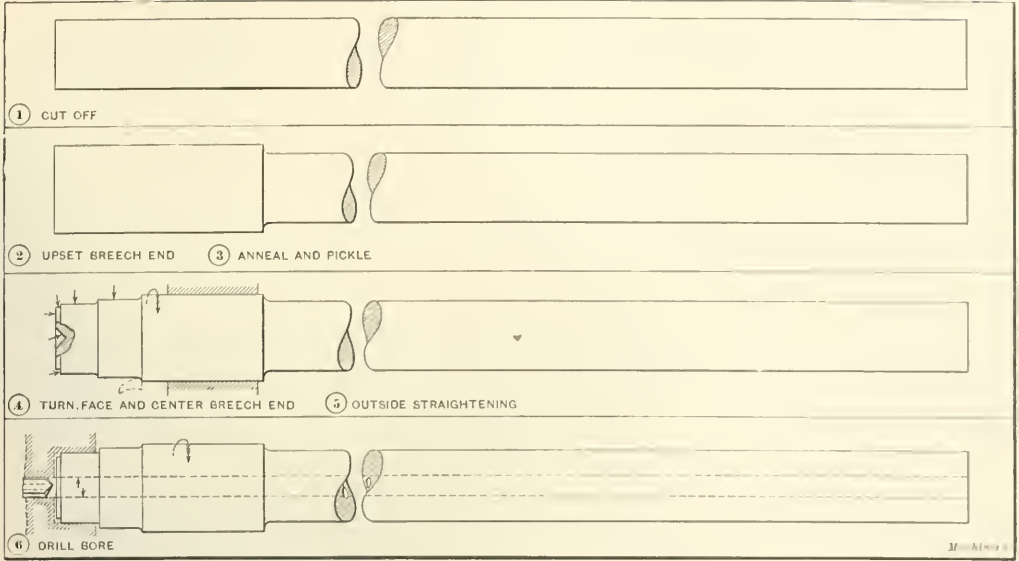 1 CUT OFF
2 UPSET BREECH END 3 ANNEAL AND PICKLE
4 TURN, FACE AND CENTER BREECH END 5 OUTSIDE STRAIGHTENING
6 DRILL BORE